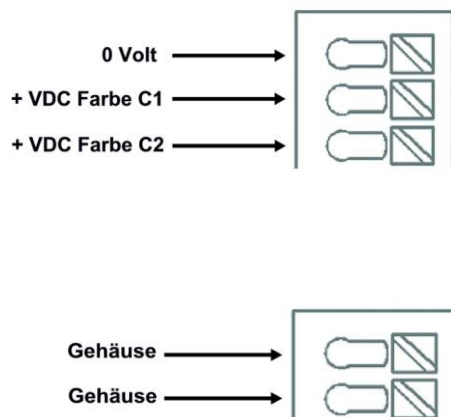 0 Volt
+ VDC Farbe C1
+ VDC Farbe C2
Gehäuse
Gehäuse